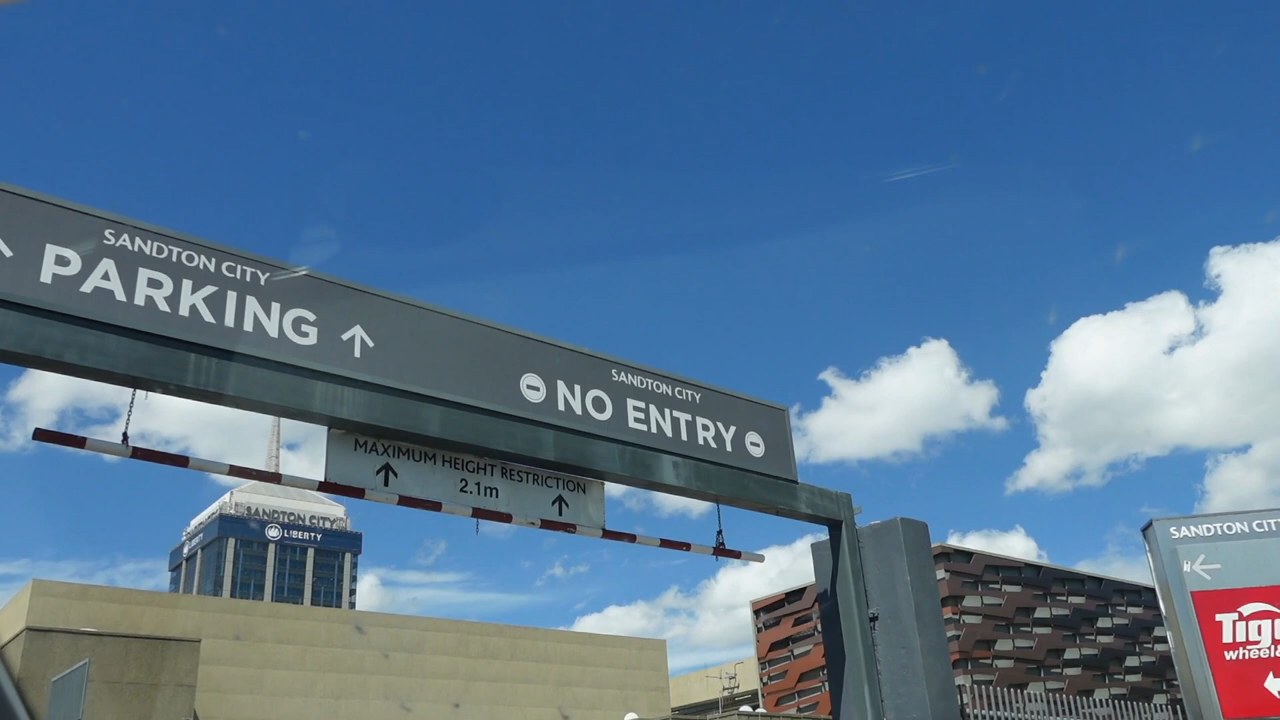 SANDTON CITY
PARKING
SANDTON CITY
NO ENTRY
MAXIMUM HEIGHT RESTRICTION
2.1m
SANDTON CITY
LIBERTY
SANDTON CIT
Tig
wheel&